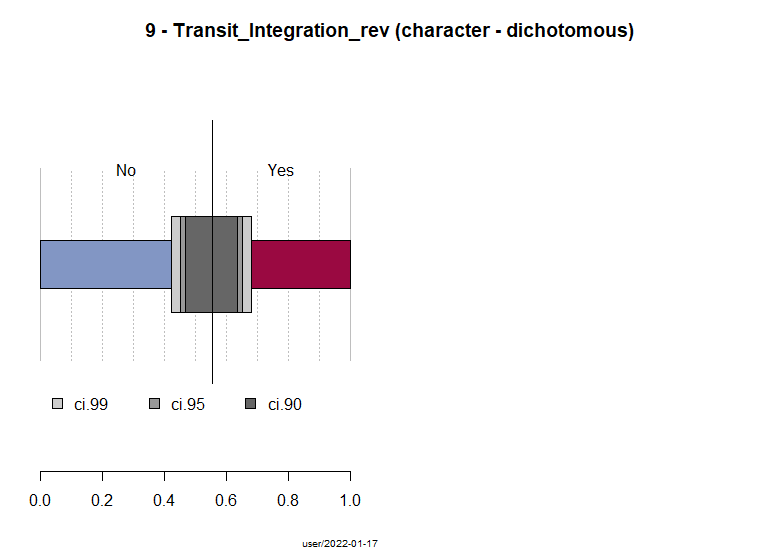 9 - Transit_Integration_rev (character - dichotomous)
No Yes
ci.99 ci.95 ci.90
0.0 0.2 0.4 0.6 0.8 1.0
user/2022-01-17